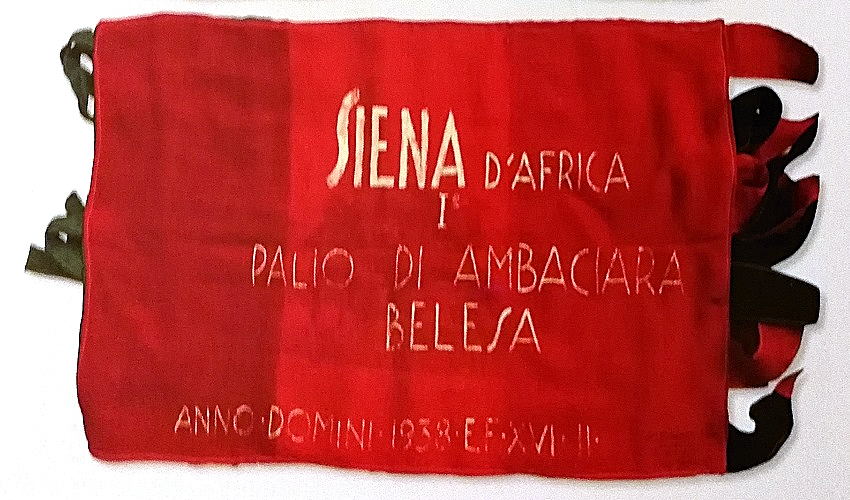 SIENA D'AFRICA
I°
PALIO DI AMBACIARA
BELESA
ANNO·DOMINI·1938·E.F·XVI·II·